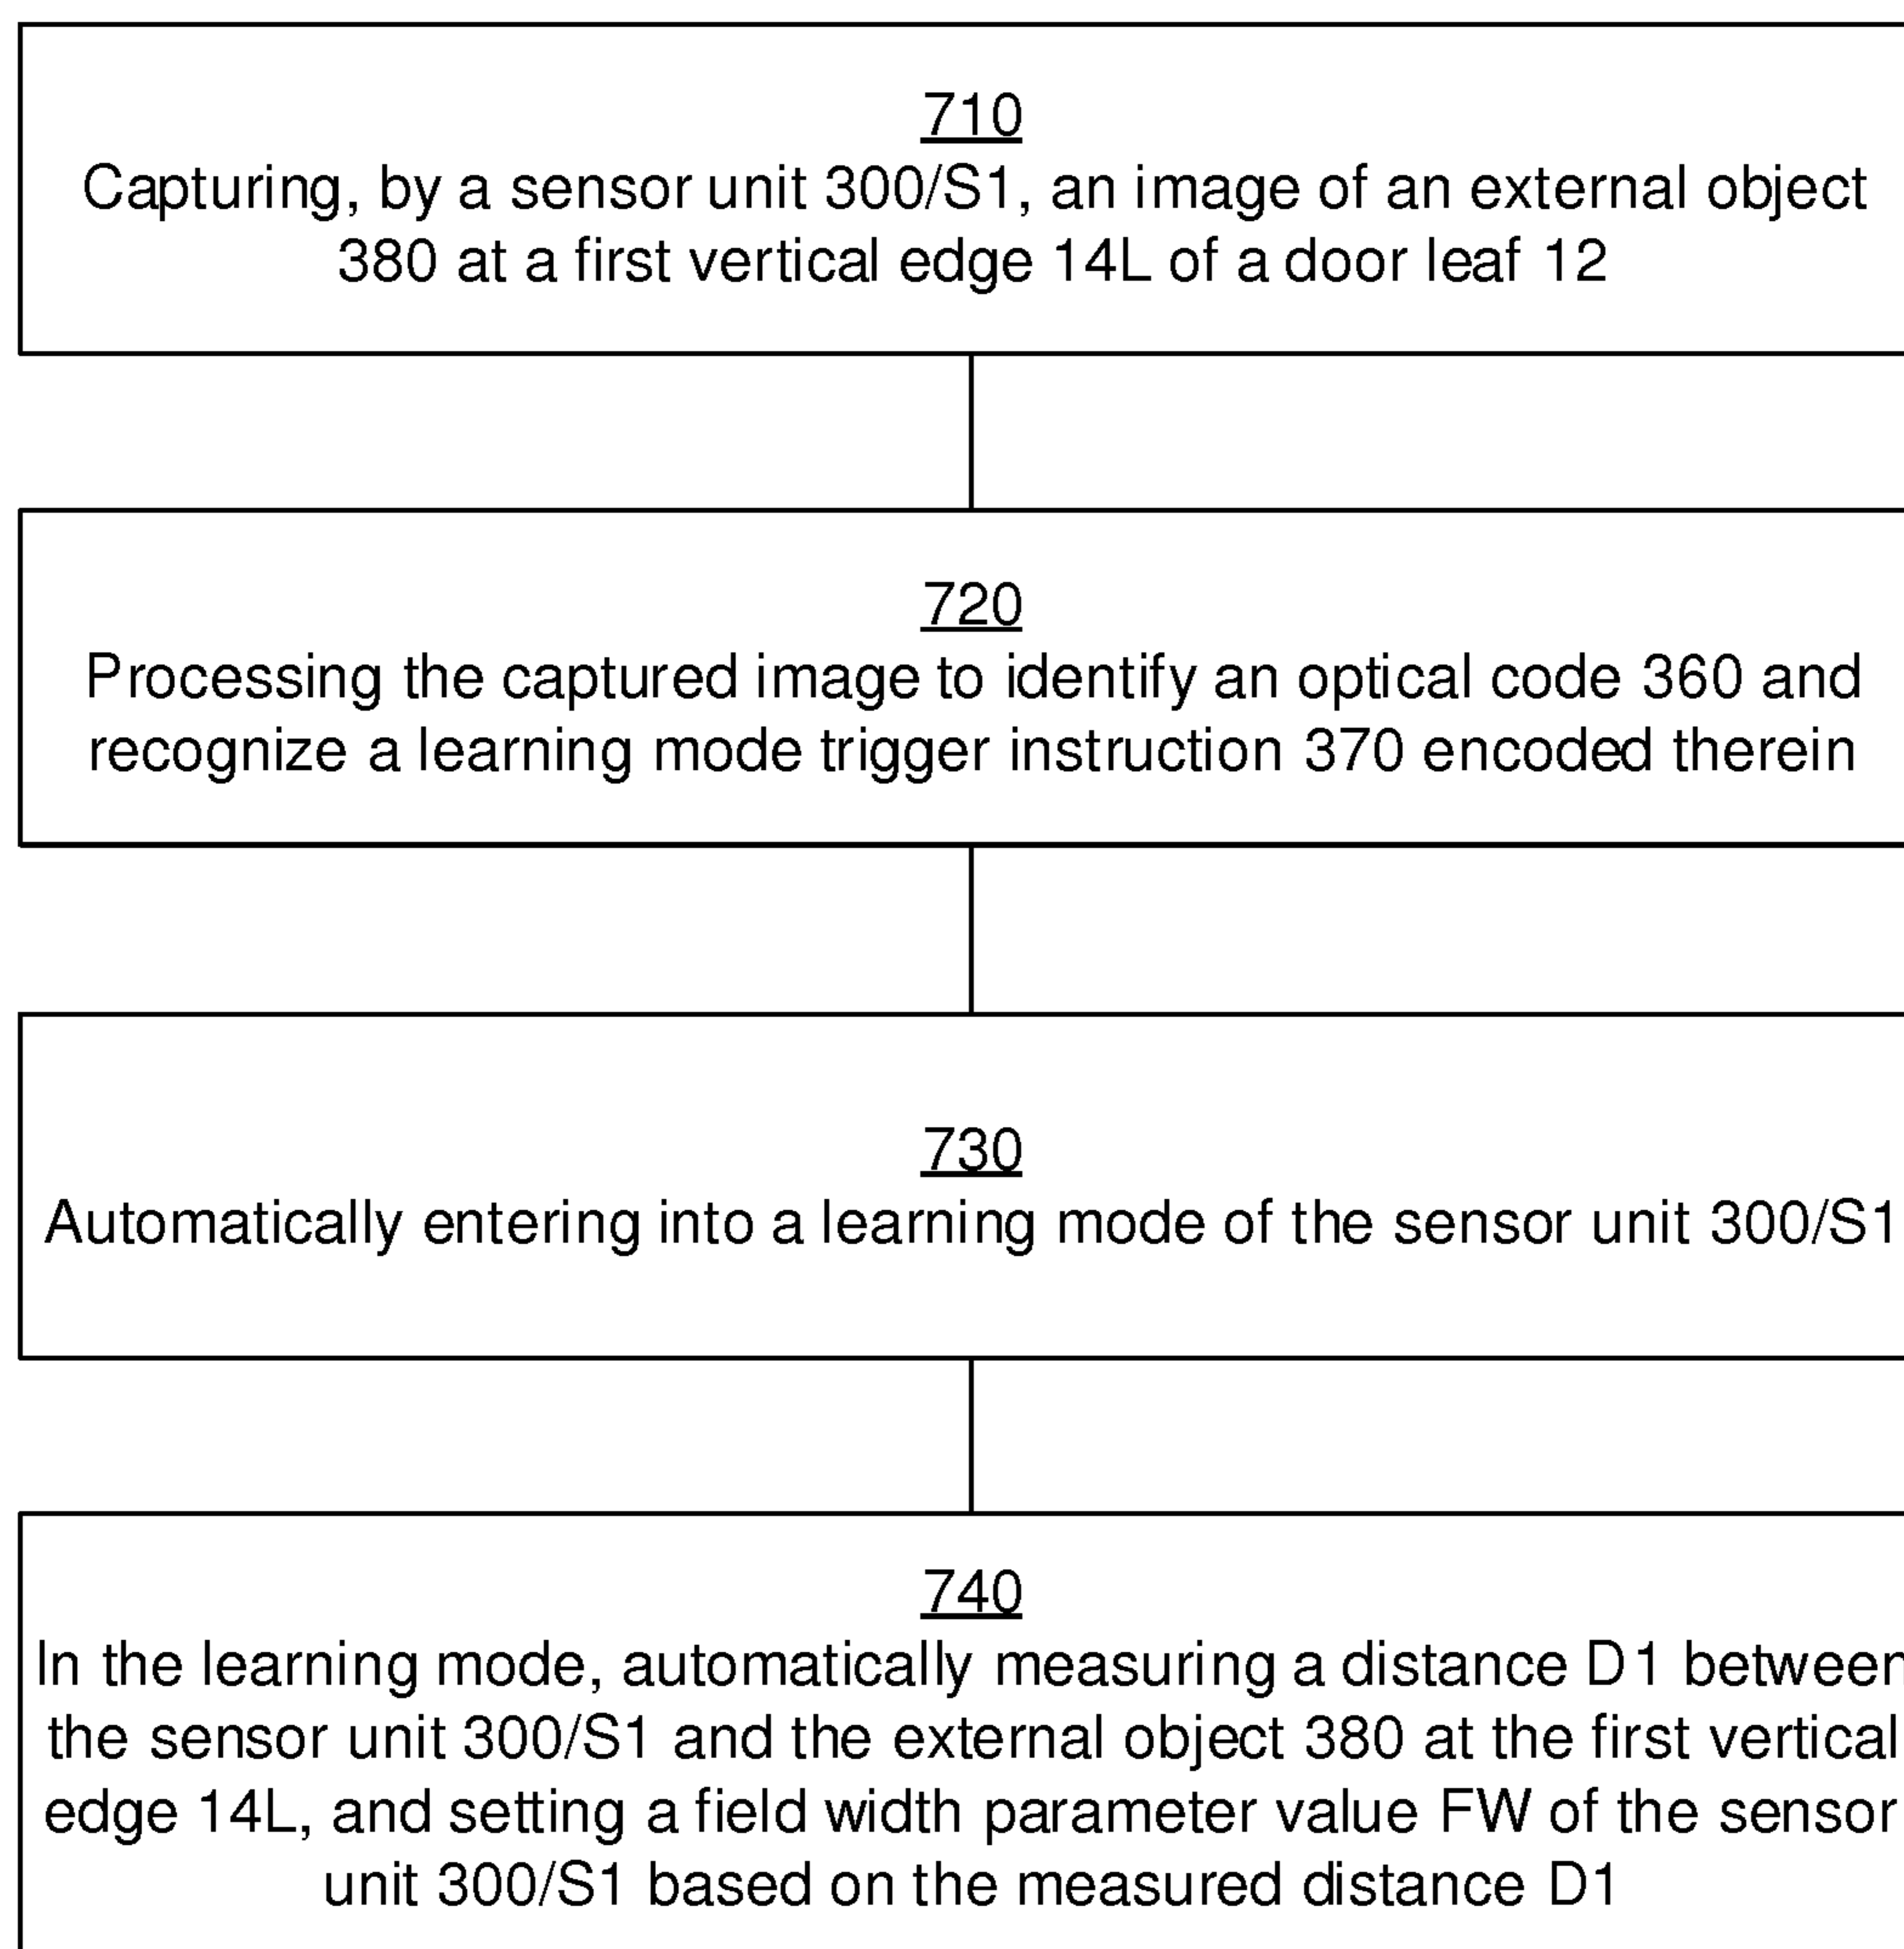 710
Capturing, by a sensor unit 300/S1, an image of an external object
380 at a first vertical edge 14L of a door leaf 12
720
Processing the captured image to identify an optical code 360 and
recognize a learning mode trigger instruction 370 encoded therein
730
Automatically entering into a learning mode of the sensor unit 300/S1
740
In the learning mode, automatically measuring a distance D1 between
the sensor unit 300/S1 and the external object 380 at the first vertical
edge 14L, and setting a field width parameter value FW of the sensor
unit 300/S1 based on the measured distance D1